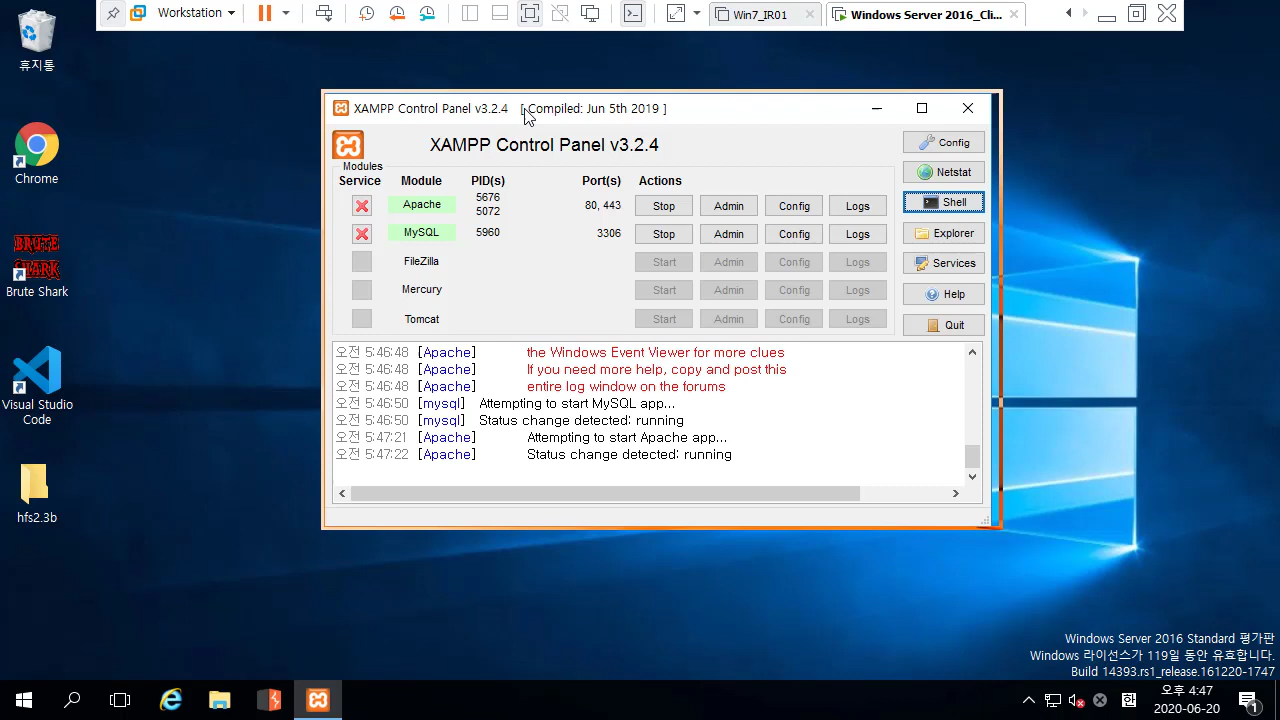 Workstation
Win7_IR01
Windows Server 2016_Cli...
휴지통
Chrome
BRUTE
SHARK
Brute Shark
Visual Studio
Code
hfs2.3b
XAMPP Control Panel v3.2.4 [ Compiled: Jun 5th 2019 ]
XAMPP Control Panel v3.2.4
Modules
Service Module PID(s) Port(s) Actions
Apache 5676
5072 80, 443 Stop Admin Config Logs
MySQL 5960 3306 Stop Admin Config Logs
FileZilla Start Admin Config Logs
Mercury Start Admin Config Logs
Tomcat Start Admin Config Logs
Config
Netstat
Shell
Explorer
Services
Help
Quit
오전 5:46:48 [Apache] the Windows Event Viewer for more clues
오전 5:46:48 [Apache] If you need more help, copy and post this
오전 5:46:48 [Apache] entire log window on the forums
오전 5:46:50 [mysql] Attempting to start MySQL app...
오전 5:46:50 [mysql] Status change detected: running
오전 5:47:21 [Apache] Attempting to start Apache app...
오전 5:47:22 [Apache] Status change detected: running
Windows Server 2016 Standard 평가판
Windows 라이선스가 119일 동안 유효합니다.
Build 14393.rs1_release.161220-1747
한
오후 4:47
2020-06-20
1